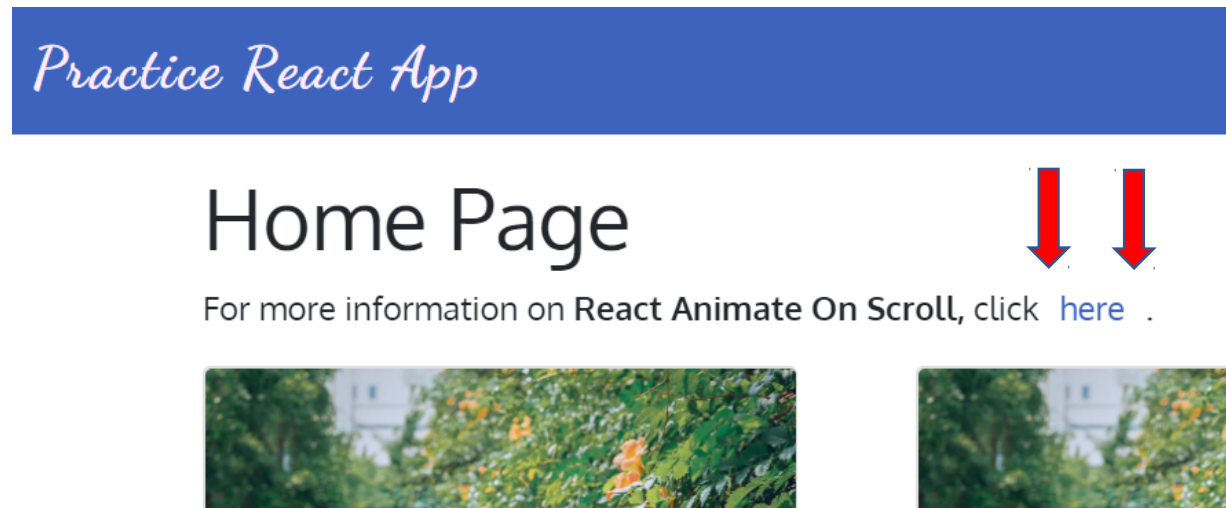 Practice React App
Home Page
For more information on React Animate On Scroll, click here .